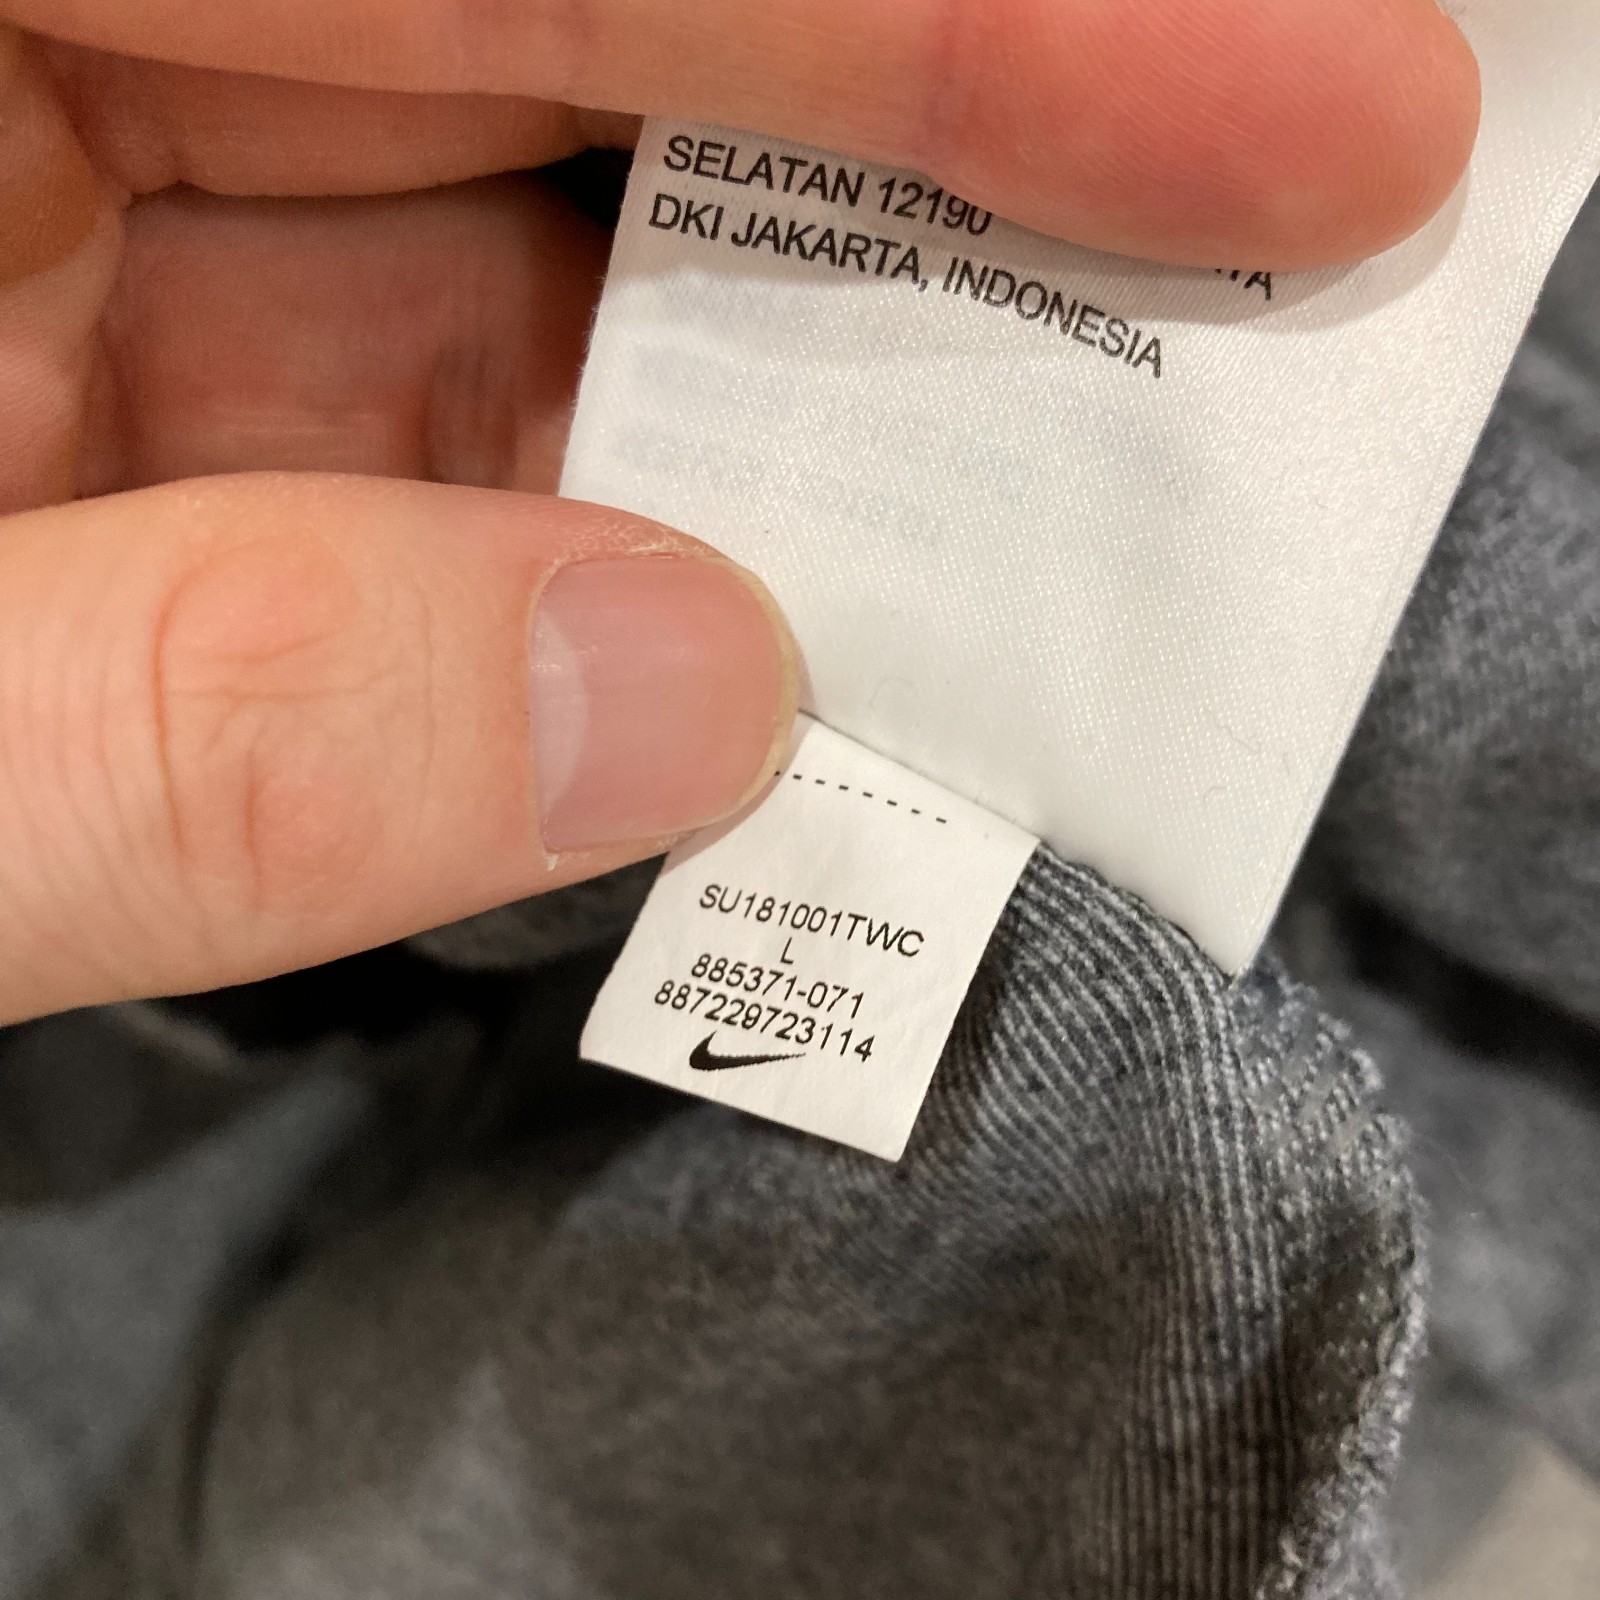 SELATAN 12190
DKI JAKARTA, INDONESIA
SU181001TWC
L
885371-071
887229723114